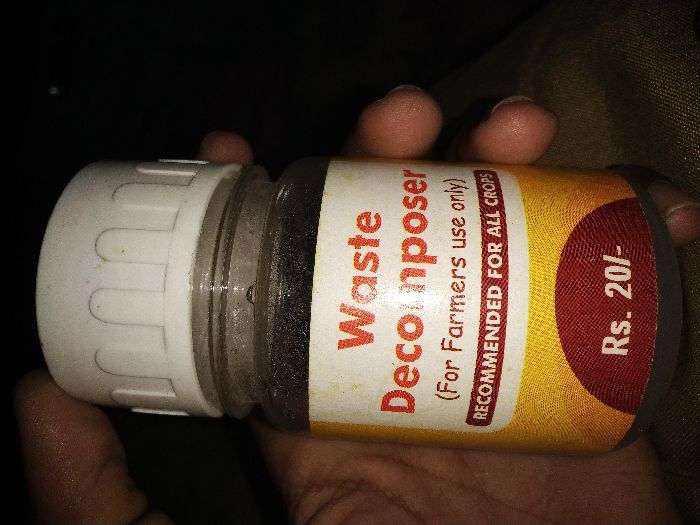 Waste
Decomposer
(For Farmers use only)
RECOMMENDED FOR ALL CROPS
Rs. 20/-